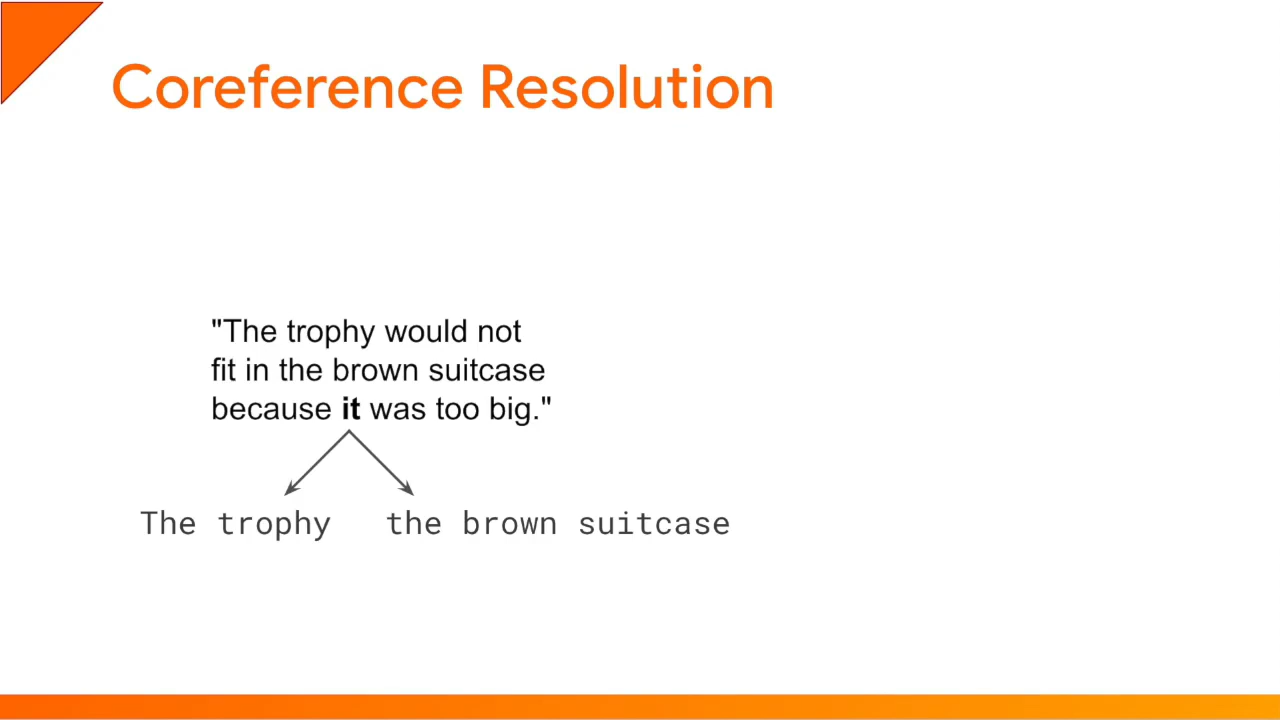 Coreference Resolution
"The trophy would not
fit in the brown suitcase
because it was too big."
The trophy the brown suitcase